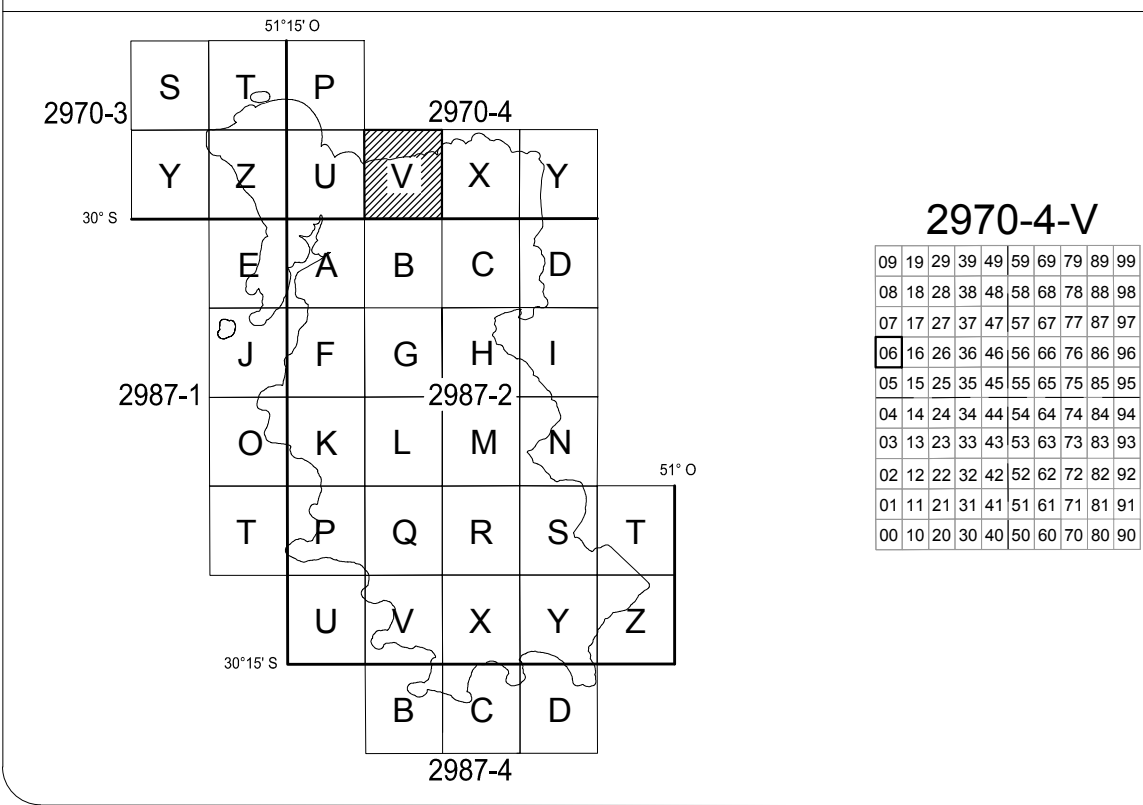 51°15' O
S T P
2970-3 2970-4
Y Z U V X Y
30° S
E A B C D
J F G H I
2987-1 2987-2
O K L M N
51° O
T P Q R S T
U V X Y Z
30°15' S
B C D
2987-4
2970-4-V
09 19 29 39 49 59 69 79 89 99
08 18 28 38 48 58 68 78 88 98
07 17 27 37 47 57 67 77 87 97
06 16 26 36 46 56 66 76 86 96
05 15 25 35 45 55 65 75 85 95
04 14 24 34 44 54 64 74 84 94
03 13 23 33 43 53 63 73 83 93
02 12 22 32 42 52 62 72 82 92
01 11 21 31 41 51 61 71 81 91
00 10 20 30 40 50 60 70 80 90